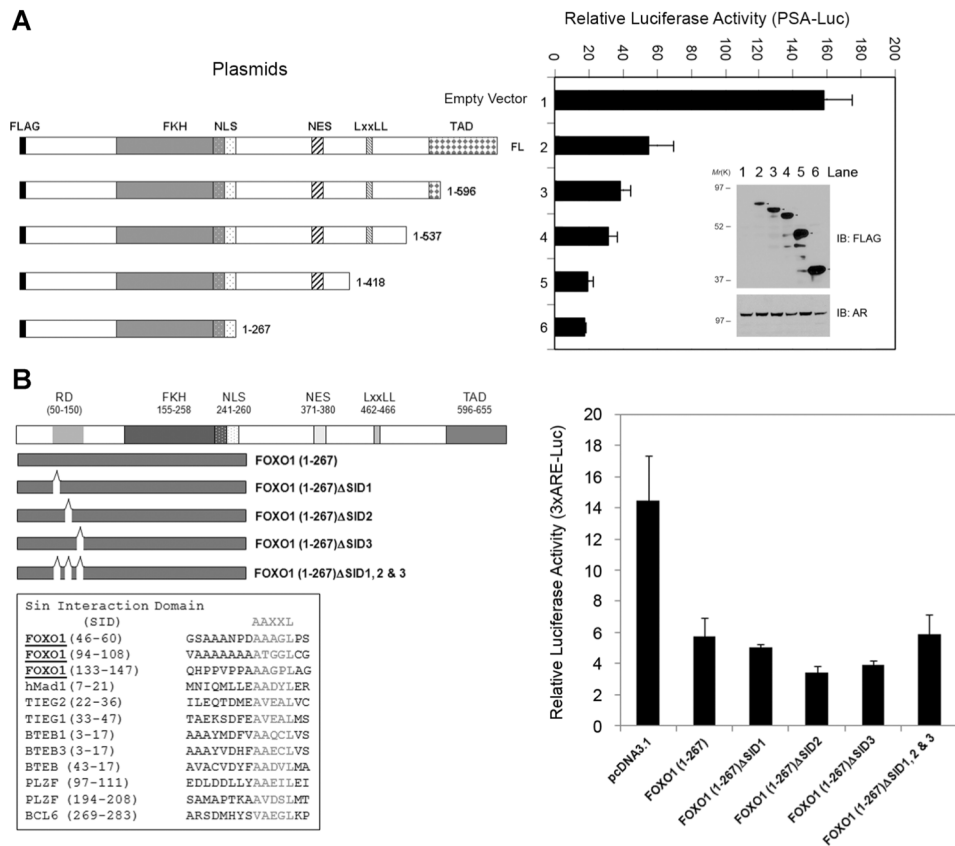 A
Plasmids
FLAG FKH NLS NES LxxLL TAD
FL
1-596
1-537
1-418
1-267
Relative Luciferase Activity (PSA-Luc)
0 20 40 60 80 100 120 140 160 180 200
Empty Vector 1
2
3
4
5
6
Mr(K) 1 2 3 4 5 6 Lane
97
52
37
IB: FLAG
97
IB: AR
B
RD FKH NLS NES LxxLL TAD
(50-150) 155-258 241-260 371-380 462-466 596-655
FOXO1 (1-267)
FOXO1 (1-267)ΔSID1
FOXO1 (1-267)ΔSID2
FOXO1 (1-267)ΔSID3
FOXO1 (1-267)ΔSID1, 2 & 3
Sin Interaction Domain
(SID) AAXXL
FOXO1 (46-60) GSAAANPDAAAGLPS
FOXO1 (94-108) VAAAAAAAATGGLCG
FOXO1 (133-147) QHPPVPPAAAGPLAG
hMad1 (7-21) MNIQMLLEAADYLER
TIEG2 (22-36) ILEQTDMEAVEALVC
TIEG1 (33-47) TAEKSDFEAVEALMS
BTEB1 (3-17) AAAYMDFVAAQCLVS
BTEB3 (3-17) AAAYVDHFAAECLVS
BTEB (43-17) AVACVDYFAADVLMA
PLZF (97-111) EDLDDLLYAAEILEI
PLZF (194-208) SAMAPTKAAVDSLMT
BCL6 (269-283) ARSDMHYSVAEGLKP
Relative Luciferase Activity (3xARE-Luc)
20
18
16
14
12
10
8
6
4
2
0
pcDNA3.1
FOXO1 (1-267)
FOXO1 (1-267)ΔSID1
FOXO1 (1-267)ΔSID2
FOXO1 (1-267)ΔSID3
FOXO1 (1-267)ΔSID1, 2 & 3